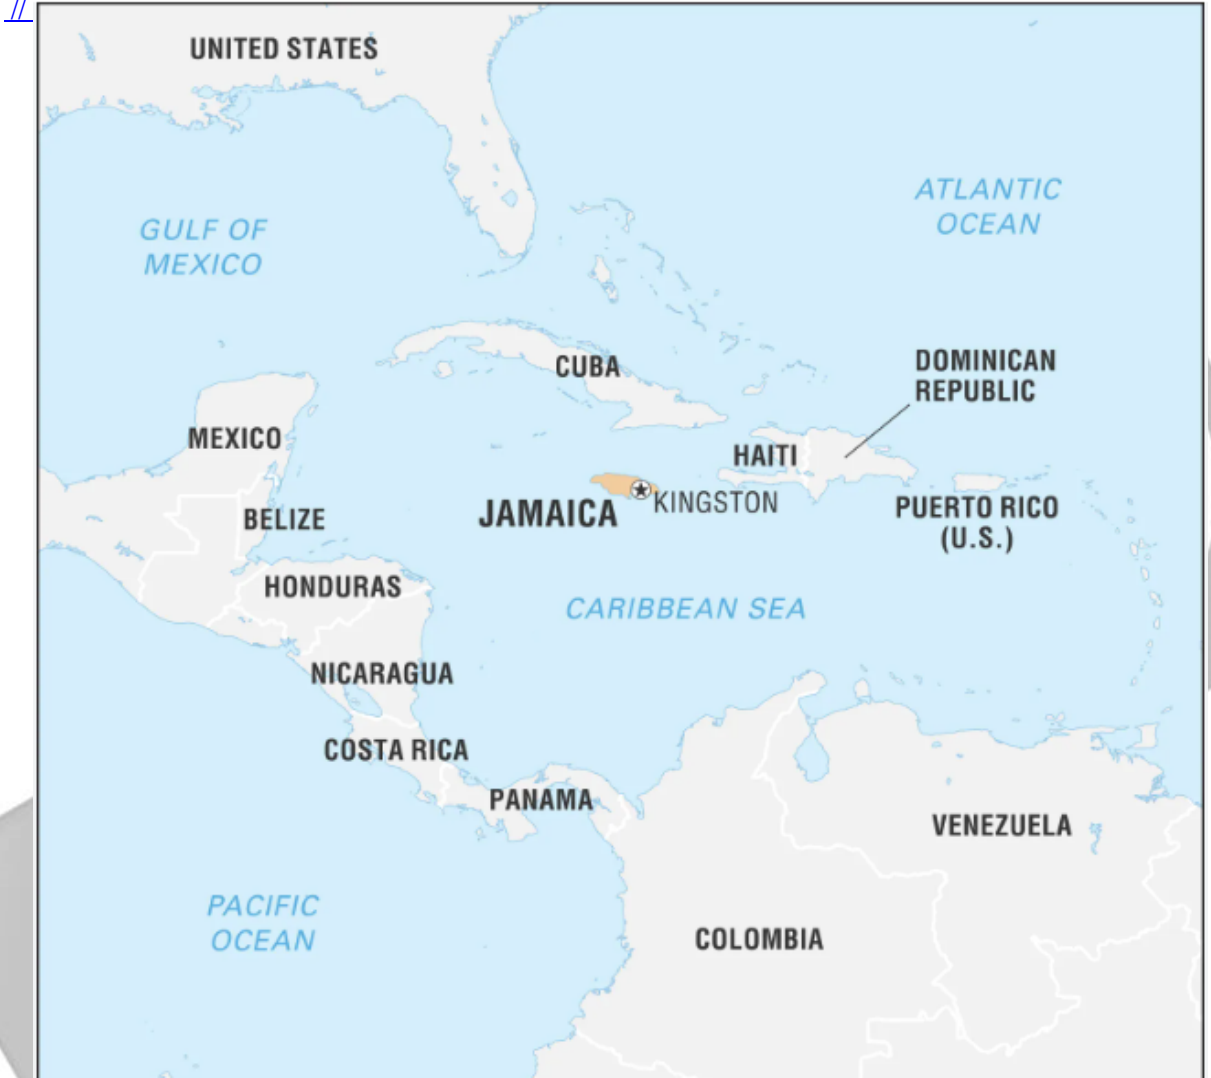 //
UNITED STATES
ATLANTIC
OCEAN
GULF OF
MEXICO
CUBA
DOMINICAN
REPUBLIC
MEXICO
HAITI
JAMAICA
KINGSTON
PUERTO RICO
(U.S.)
BELIZE
HONDURAS
CARIBBEAN SEA
NICARAGUA
COSTA RICA
PANAMA
VENEZUELA
PACIFIC
OCEAN
COLOMBIA